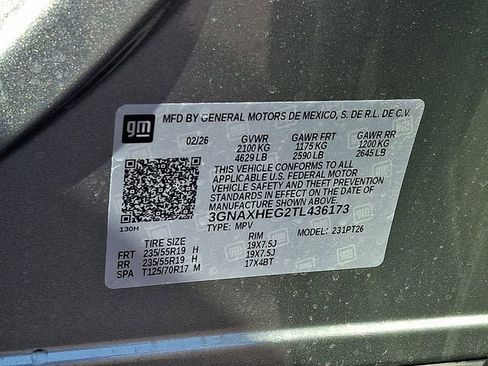 gm
MFD BY GENERAL MOTORS DE MEXICO, S. DE R.L. DE C.V.
02/26 GVWR GAWR FRT GAWR RR
2100 KG 1175 KG 1200 KG
4629 LB 2590 LB 2645 LB
THIS VEHICLE CONFORMS TO ALL
APPLICABLE U.S. FEDERAL MOTOR
VEHICLE SAFETY AND THEFT PREVENTION
STANDARDS IN EFFECT ON THE DATE OF
MANUFACTURE SHOWN ABOVE.
3GNAXHEG2TL436173
130H TYPE: MPV MODEL: 231PT26
TIRE SIZE RIM
FRT 235/55R19 H 19X7.5J
RR 235/55R19 H 19X7.5J
SPA T125/70R17 M 17X4BT